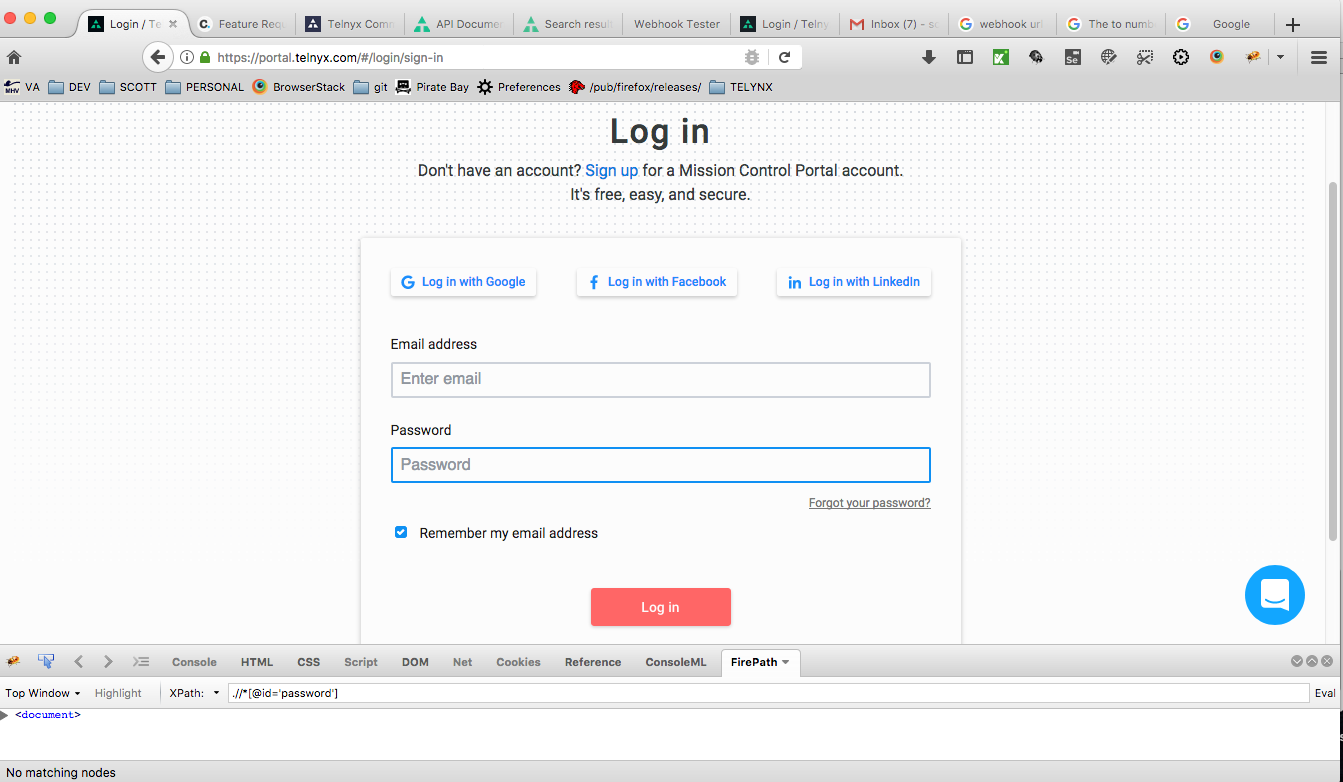 Login / Te
Feature Requ
Telnyx Comm
API Documen
Search result
Webhook Tester
Login / Telny
Inbox (7) - sc
webhook url
The to numb
Google
https://portal.telnyx.com/#/login/sign-in
VA DEV SCOTT PERSONAL BrowserStack git Pirate Bay Preferences /pub/firefox/releases/ TELYNX
Log in
Don't have an account? Sign up for a Mission Control Portal account.
It's free, easy, and secure.
Log in with Google
Log in with Facebook
Log in with LinkedIn
Email address
Enter email
Password
Password
Forgot your password?
Remember my email address
Log in
Console HTML CSS Script DOM Net Cookies Reference ConsoleML FirePath
Top Window Highlight XPath: .//*[@id='password'] Eval
<document>
No matching nodes